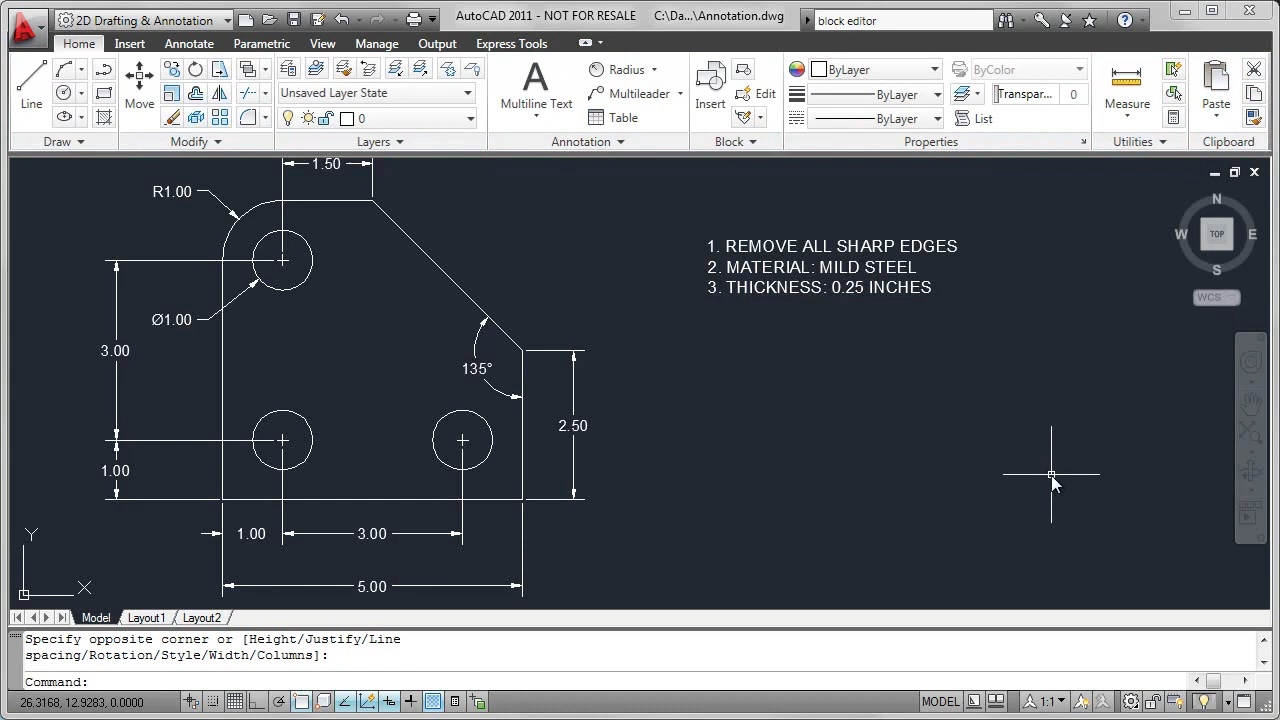 2D Drafting & Annotation
AutoCAD 2011 - NOT FOR RESALE C:\Da...\Annotation.dwg
block editor
Home Insert Annotate Parametric View Manage Output Express Tools
Line
Move
Unsaved Layer State
0
Multiline Text
Radius
Multileader
Table
Insert
Edit
ByLayer
ByLayer
ByLayer
ByColor
Transpar... 0
List
Measure
Paste
Draw Modify Layers Annotation Block Properties Utilities Clipboard
1.50
R1.00
Ø1.00
3.00
135°
2.50
1.00
1.00 3.00
5.00
1. REMOVE ALL SHARP EDGES
2. MATERIAL: MILD STEEL
3. THICKNESS: 0.25 INCHES
N
W TOP E
S
WCS
Y
X
Model Layout1 Layout2
Specify opposite corner or [Height/Justify/Line
spacing/Rotation/Style/Width/Columns]:
Command:
26.3168, 12.9283, 0.0000
MODEL
1:1